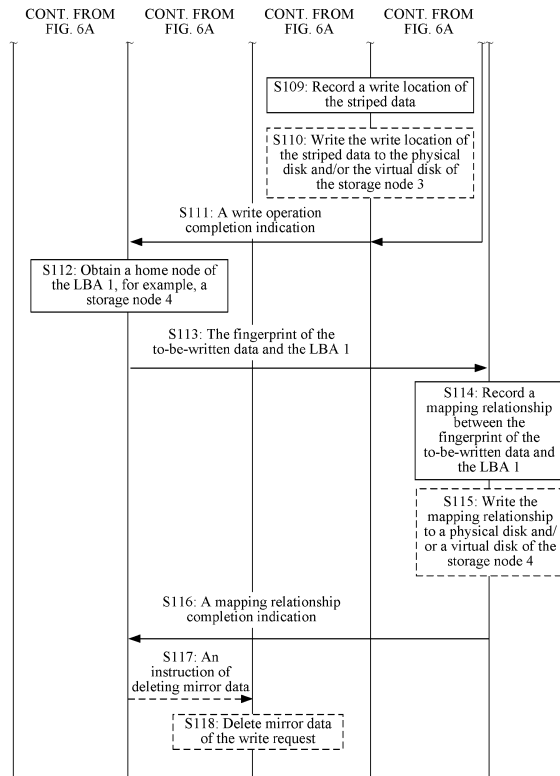 CONT. FROM
FIG. 6A
CONT. FROM
FIG. 6A
CONT. FROM
FIG. 6A
CONT. FROM
FIG. 6A
S109: Record a write location of
the striped data
S110: Write the write location of
the striped data to the physical
disk and/or the virtual disk of
the storage node 3
S111: A write operation
completion indication
S112: Obtain a home node of
the LBA 1, for example, a
storage node 4
S113: The fingerprint of the
to-be-written data and the LBA 1
S114: Record a
mapping relationship
between the
fingerprint of the
to-be-written data and
the LBA 1
S115: Write the
mapping relationship
to a physical disk and/
or a virtual disk of the
storage node 4
S116: A mapping relationship
completion indication
S117: An
instruction of
deleting mirror data
S118: Delete mirror data
of the write request